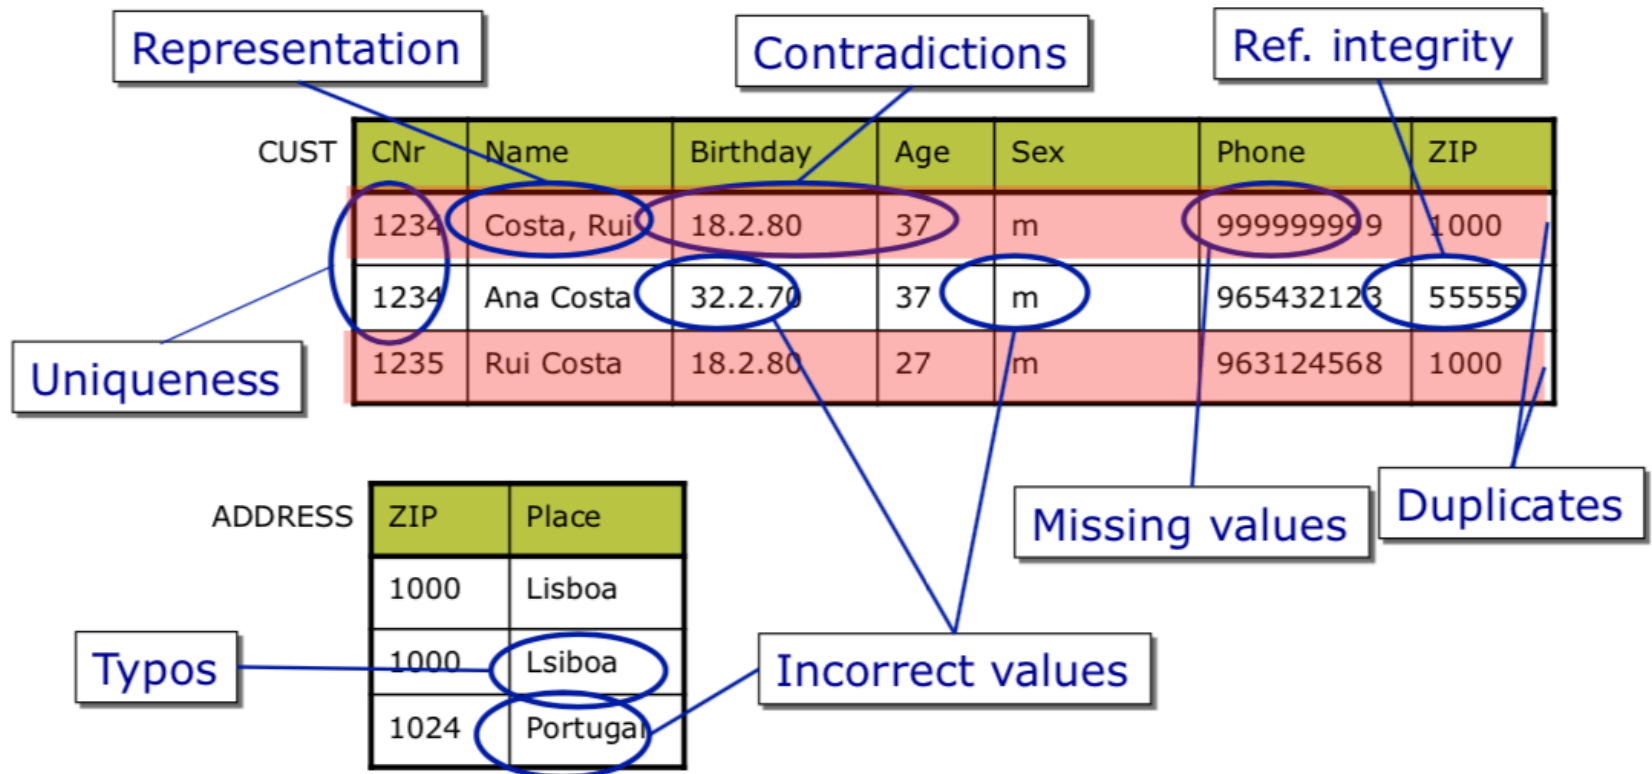 Representation
Contradictions
Ref. integrity
CUST CNr Name Birthday Age Sex Phone ZIP
1234 Costa, Rui 18.2.80 37 m 999999999 1000
1234 Ana Costa 32.2.70 37 m 965432123 55555
1235 Rui Costa 18.2.80 27 m 963124568 1000
Uniqueness
Missing values
Duplicates
ADDRESS ZIP Place
1000 Lisboa
1000 Lsiboa
1024 Portugal
Typos
Incorrect values